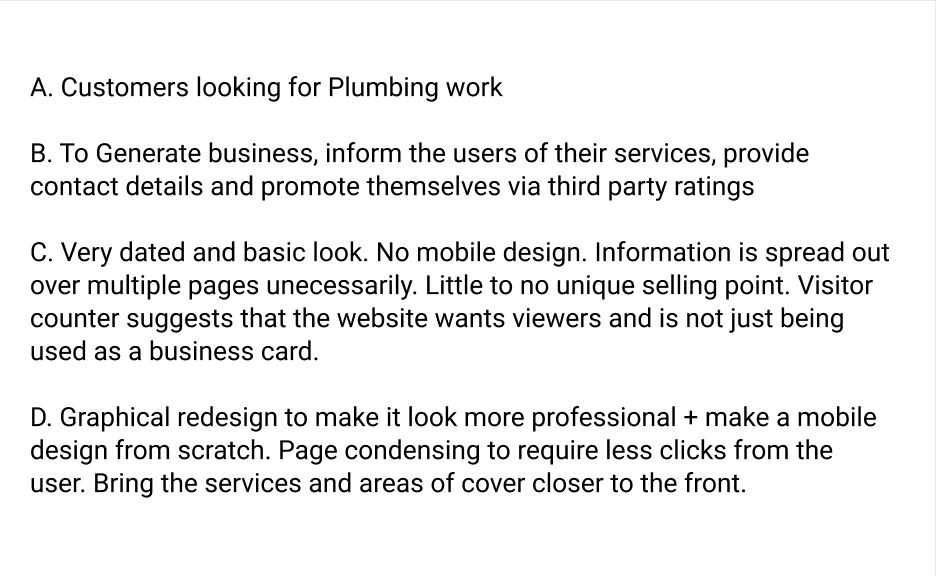 A. Customers looking for Plumbing work
B. To Generate business, inform the users of their services, provide
contact details and promote themselves via third party ratings
C. Very dated and basic look. No mobile design. Information is spread out
over multiple pages unecessarily. Little to no unique selling point. Visitor
counter suggests that the website wants viewers and is not just being
used as a business card.
D. Graphical redesign to make it look more professional + make a mobile
design from scratch. Page condensing to require less clicks from the
user. Bring the services and areas of cover closer to the front.